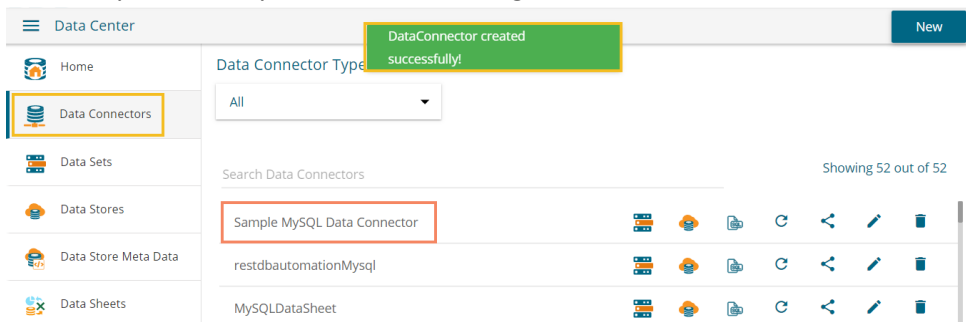 Data Center
DataConnector created
successfully!
New
Home
Data Connectors
Data Sets
Data Stores
Data Store Meta Data
Data Sheets
Data Connector Type
All
Search Data Connectors
Showing 52 out of 52
Sample MySQL Data Connector
restdbautomationMysql
MySQLDataSheet